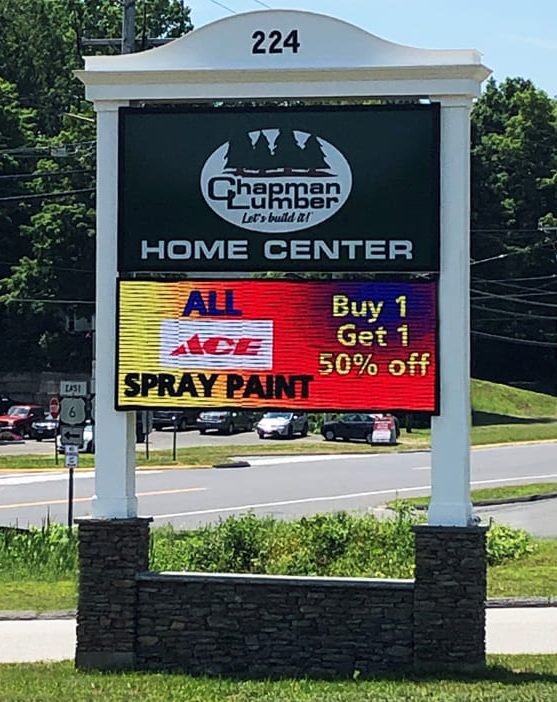 224
Chapman
Lumber
Let's build it!
HOME CENTER
ALL
ACE
SPRAY PAINT
Buy 1
Get 1
50% off
EAST
6